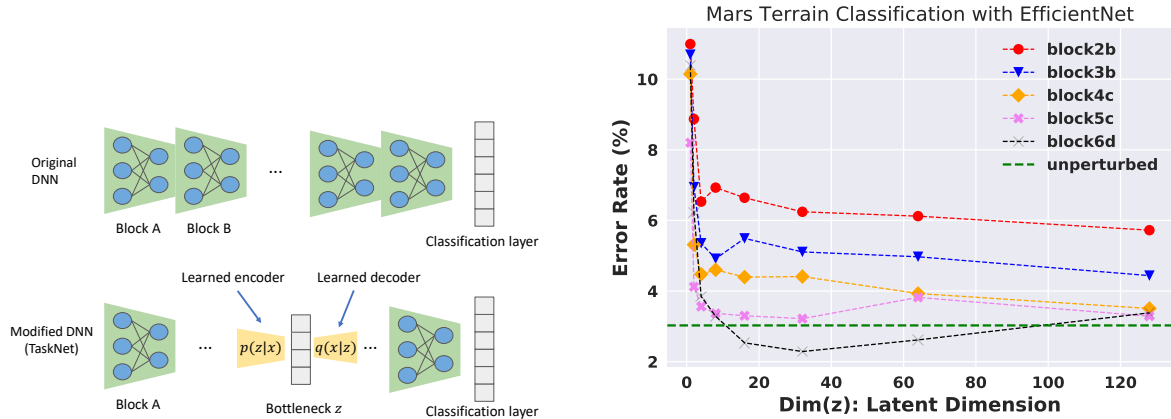 Original
DNN
...
Block A
Block B
Classification layer
Learned encoder
Learned decoder
Modified DNN
(TaskNet)
...
p(z|x)
q(x|z)
...
Block A
Bottleneck z
Classification layer
Mars Terrain Classification with EfficientNet
Error Rate (%)
10
8
6
4
2
block2b
block3b
block4c
block5c
block6d
unperturbed
0 20 40 60 80 100 120
Dim(z): Latent Dimension